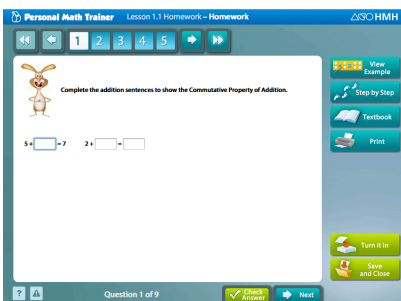 Personal Math Trainer Lesson 1.1 Homework – Homework HMH
1 2 3 4 5
View Example
Complete the addition sentences to show the Commutative Property of Addition.
Step by Step
Textbook
5 + = 7 2 + =
Print
Turn It In
Save and Close
? Question 1 of 9 Check Answer Next